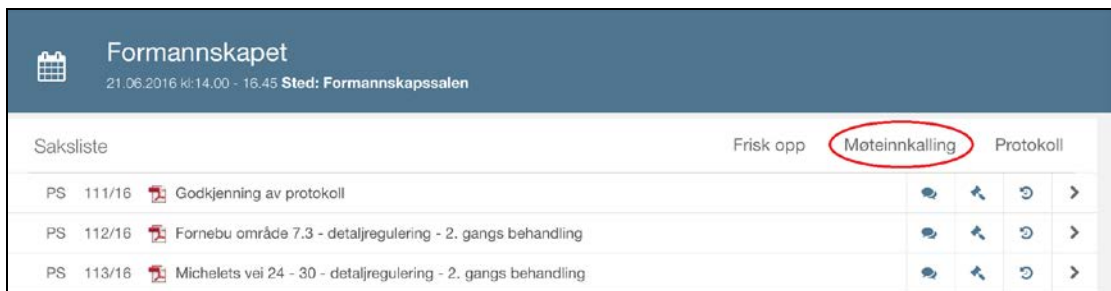 Formannskapet
21.06.2016 kl:14.00 - 16.45 Sted: Formannskapssalen
Saksliste Frisk opp Møteinnkalling Protokoll
PS 111/16 Godkjenning av protokoll
PS 112/16 Fornebu område 7.3 - detaljregulering - 2. gangs behandling
PS 113/16 Michelets vei 24 - 30 - detaljregulering - 2. gangs behandling